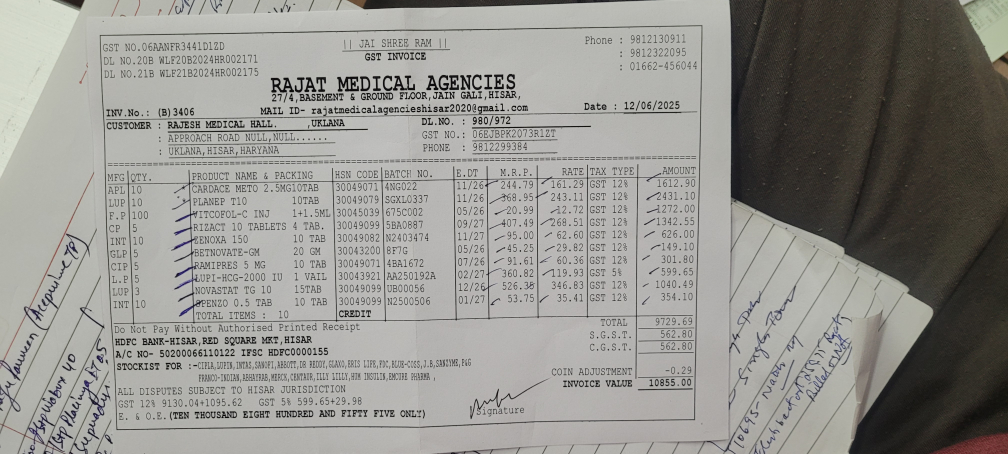 GST NO.06AANFR3441D1ZD
DL NO.20B WLF20B2024HR002171
DL NO.21B WLF21B2024HR002175
|| JAI SHREE RAM ||
GST INVOICE
Phone : 9812130911
: 9812322095
: 01662-456044
RAJAT MEDICAL AGENCIES
27/4,BASEMENT & GROUND FLOOR,JAIN GALI,HISAR,
INV.No: (B)3406 MAIL ID- rajatmedicalagencieshisar2020@gmail.com Date : 12/06/2025
CUSTOMER : RAJESH MEDICAL HALL. ,UKLANA DL.NO. : 980/972
: APPROACH ROAD NULL,NULL...... GST NO.: 06EJBPK2073R1ZT
: UKLANA,HISAR,HARYANA PHONE : 9812299384
MFG QTY. PRODUCT NAME & PACKING HSN CODE BATCH NO. E.DT M.R.P. RATE TAX TYPE AMOUNT
APL 10 CARDACE METO 2.5MG10TAB 30049071 4NG022 11/26 244.79 161.29 GST 12% 1612.90
LUP 10 PLANEP T10 10TAB 30049079 SGXL0337 11/26 368.95 243.11 GST 12% 2431.10
F.P 100 VITCOFOL-C INJ 1+1.5ML 30045039 675C002 05/26 20.99 12.72 GST 12% 1272.00
CP 5 RIZACT 10 TABLETS 4 TAB. 30049099 5BA0887 09/27 407.49 268.51 GST 12% 1342.55
INT 10 ZENOXA 150 10 TAB 30049082 N2403474 11/27 95.00 62.60 GST 12% 626.00
GLP 5 BETNOVATE-GM 20 GM 30043200 8F7G 05/26 45.25 29.82 GST 12% 149.10
CIP 5 RAMIPRES 5 MG 10 TAB 30049071 4BA1672 07/26 91.61 60.36 GST 12% 301.80
L.P 5 LUPI-HCG-2000 IU 1 VAIL 30043921 AA250192A 02/27 360.82 119.93 GST 5% 599.65
LUP 3 NOVASTAT TG 10 15TAB 30049099 UB00056 12/26 526.38 346.83 GST 12% 1040.49
INT 10 OPENZO 0.5 TAB 10 TAB 30049099 N2500506 01/27 53.75 35.41 GST 12% 354.10
TOTAL ITEMS : 10 CREDIT
Do Not Pay Without Authorised Printed Receipt TOTAL 9729.69
HDFC BANK-HISAR,RED SQUARE MKT,HISAR S.G.S.T. 562.80
A/C NO- 50200066110122 IFSC HDFC0000155 C.G.S.T. 562.80
STOCKIST FOR :-CIPLA,LUPIN,INTAS,SANOFI,ABBOTT,DR REDDY,GLAXO,ERIS LIFE,FDC,BLUE-COSS,J.B,SANZYME,P&G
FRANCO-INDIAN,ABHAYRAB,MERCK,CENTAUR,ILLI LILLY,HUM INSULIN,EMCURE PHARMA ,
COIN ADJUSTMENT -0.29
ALL DISPUTES SUBJECT TO HISAR JURISDICTION INVOICE VALUE 10855.00
GST 12% 9130.04+1095.62 GST 5% 599.65+29.98
E. & O.E.(TEN THOUSAND EIGHT HUNDRED AND FIFTY FIVE ONLY) Signature